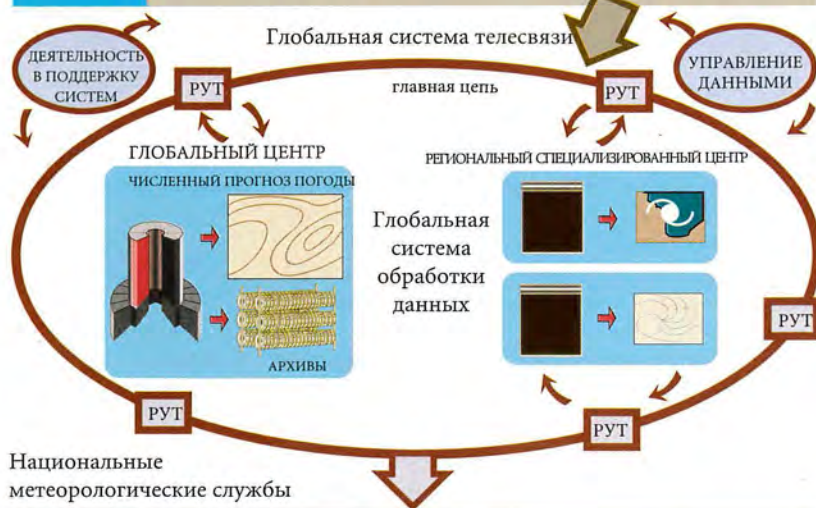 Глобальная система телесвязи
ДЕЯТЕЛЬНОСТЬ
В ПОДДЕРЖКУ
СИСТЕМ
УПРАВЛЕНИЕ
ДАННЫМИ
РУТ
главная цепь
РУТ
ГЛОБАЛЬНЫЙ ЦЕНТР
ЧИСЛЕННЫЙ ПРОГНОЗ ПОГОДЫ
АРХИВЫ
РЕГИОНАЛЬНЫЙ СПЕЦИАЛИЗИРОВАННЫЙ ЦЕНТР
Глобальная
система
обработки
данных
РУТ
РУТ
РУТ
Национальные
метеорологические службы